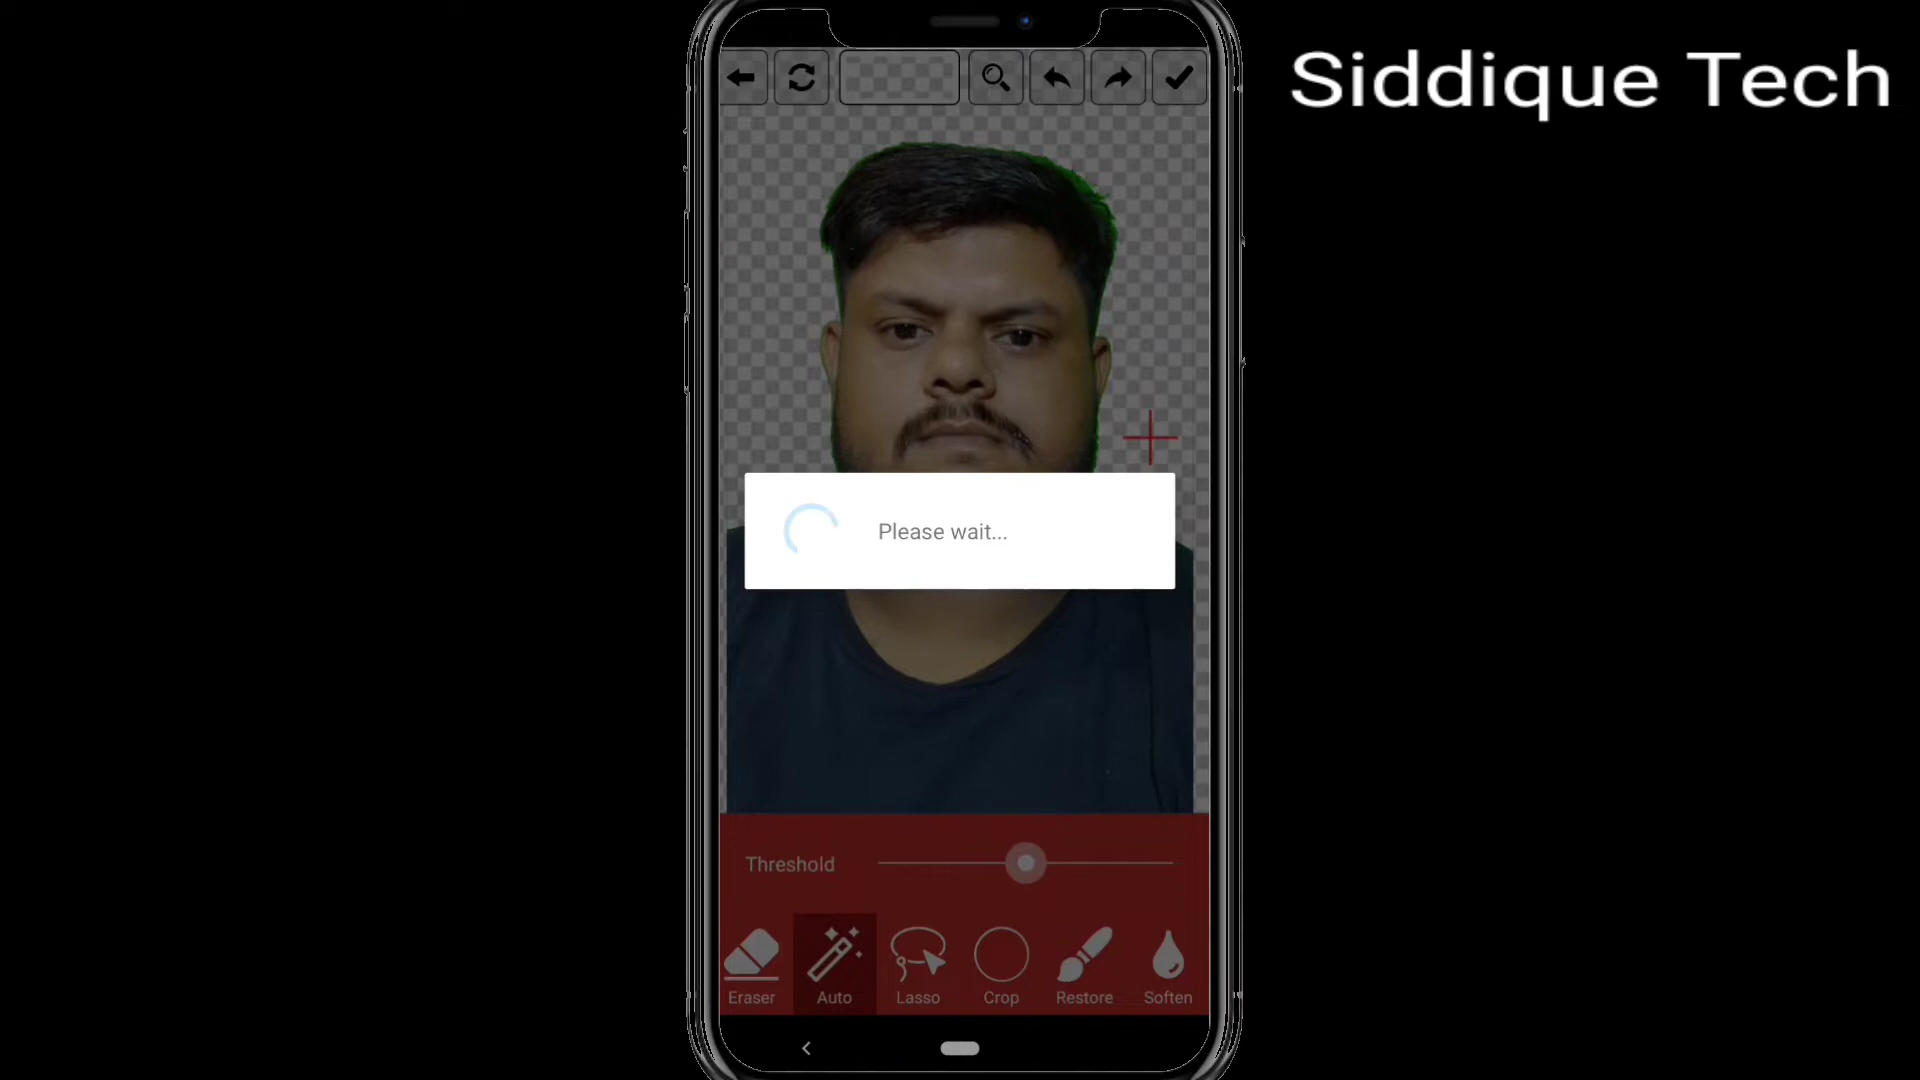 Siddique Tech
Please wait...
Threshold
Eraser
Auto
Lasso
Crop
Restore
Soften